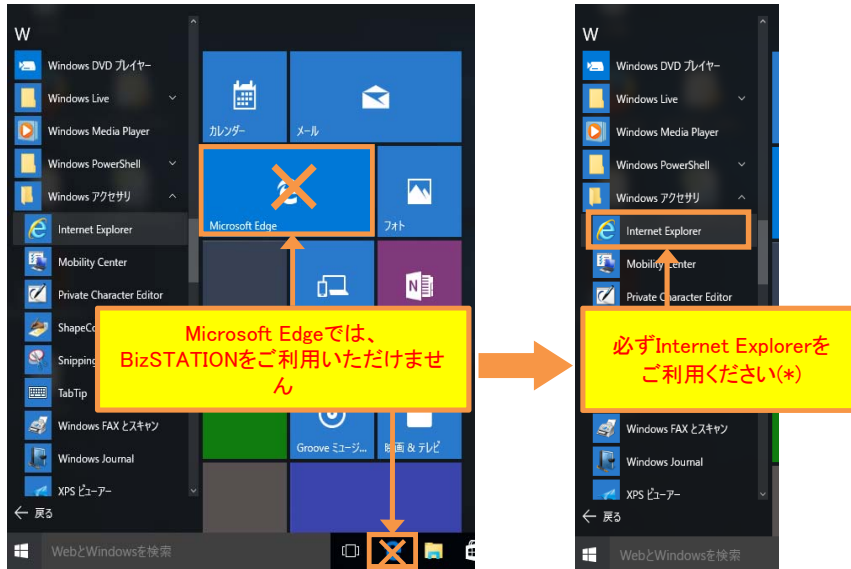 W
Windows DVD プレイヤー
Windows Live
Windows Media Player
Windows PowerShell
Windows アクセサリ
Internet Explorer
Mobility Center
Private Character Editor
ShapeCo
Snipping
TabTip
Windows FAX とスキャン
Windows Journal
XPS ビューアー
戻る
WebとWindowsを検索
カレンダー
メール
Microsoft Edge
フォト
Groove ミュージ...
映画 & テレビ
Microsoft Edgeでは、
BizSTATIONをご利用いただけませ
ん
W
Windows DVD プレイヤー
Windows Live
Windows Media Player
Windows PowerShell
Windows アクセサリ
Internet Explorer
Mobility Center
Private Character Editor
必ずInternet Explorerを
ご利用ください(*)
Windows FAX とスキャン
Windows Journal
XPS ビューアー
戻る
WebとWindowsを検索